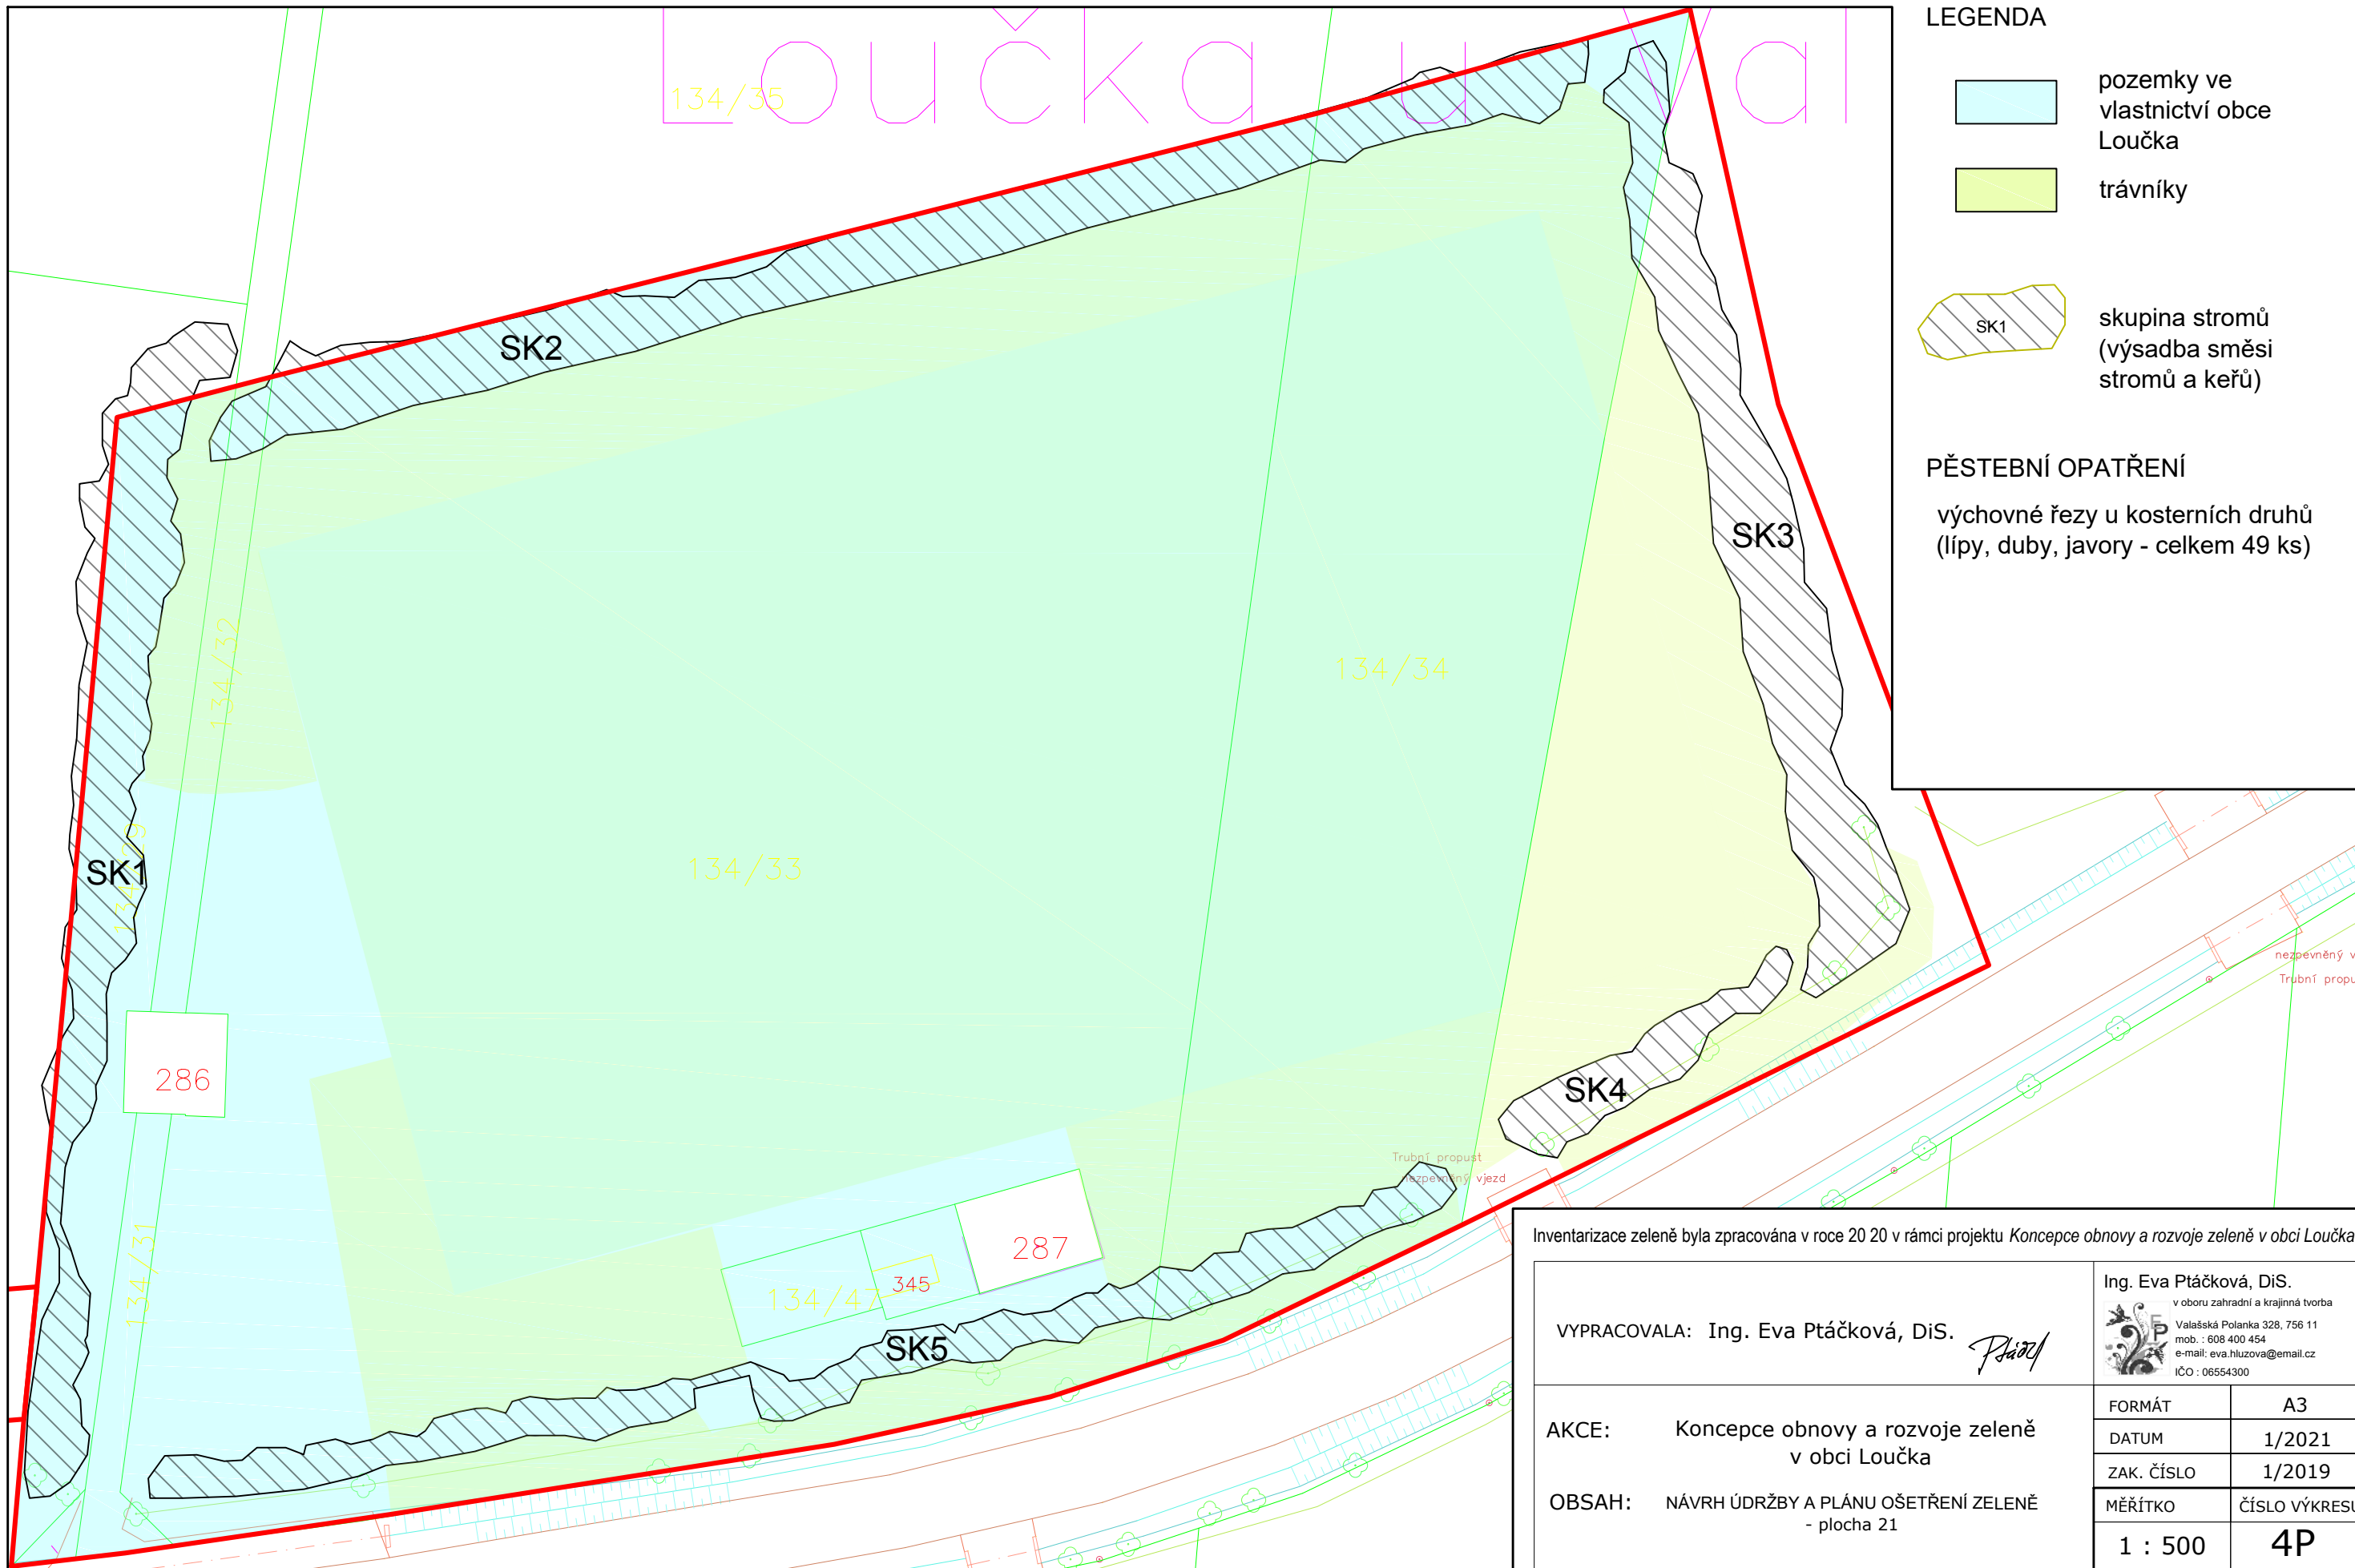 Loučka u Val
134/35
LEGENDA
pozemky ve
vlastnictví obce
Loučka
trávníky
SK1
skupina stromů
(výsadba směsi
stromů a keřů)
PĚSTEBNÍ OPATŘENÍ
výchovné řezy u kosterních druhů
(lípy, duby, javory - celkem 49 ks)
SK2
SK3
134/32
134/34
134/33
SK1
286
SK4
134/31
287
345
134/47
SK5
Trubní propust
nezpevněný vjezd
nezpevněný v
Trubní propu
Inventarizace zeleně byla zpracována v roce 20 20 v rámci projektu Koncepce obnovy a rozvoje zeleně v obci Loučka
VYPRACOVALA: Ing. Eva Ptáčková, DiS.
Ing. Eva Ptáčková, DiS.
v oboru zahradní a krajinná tvorba
Valašská Polanka 328, 756 11
mob. : 608 400 454
e-mail: eva.hluzova@email.cz
IČO : 06554300
AKCE: Koncepce obnovy a rozvoje zeleně
v obci Loučka
OBSAH: NÁVRH ÚDRŽBY A PLÁNU OŠETŘENÍ ZELENĚ
- plocha 21
FORMÁT A3
DATUM 1/2021
ZAK. ČÍSLO 1/2019
MĚŘÍTKO ČÍSLO VÝKRESU
1 : 500 4P